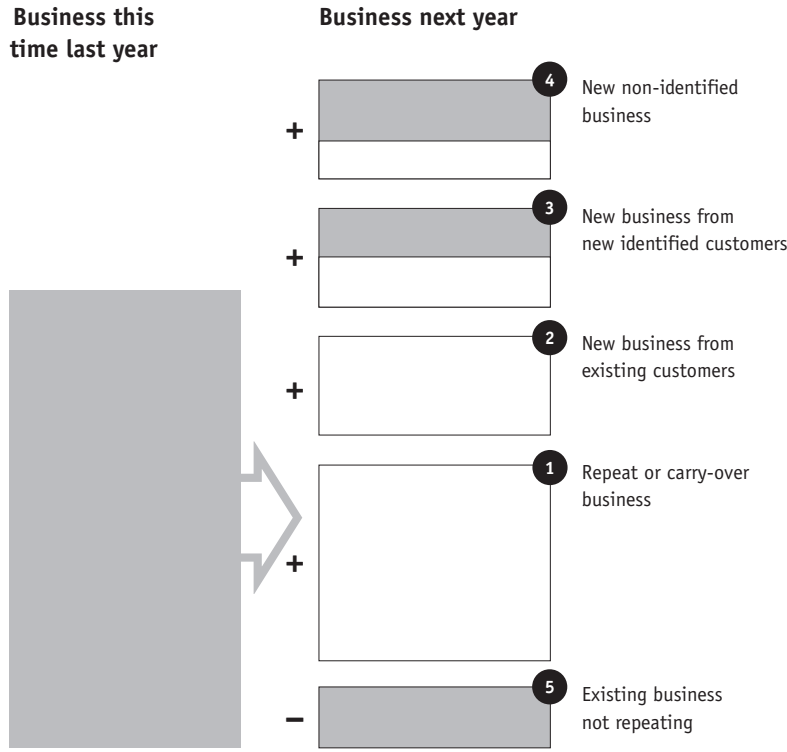 Business this
time last year
Business next year
4
New non-identified
business
+
3
New business from
new identified customers
+
2
New business from
existing customers
+
1
Repeat or carry-over
business
+
5
Existing business
not repeating
–